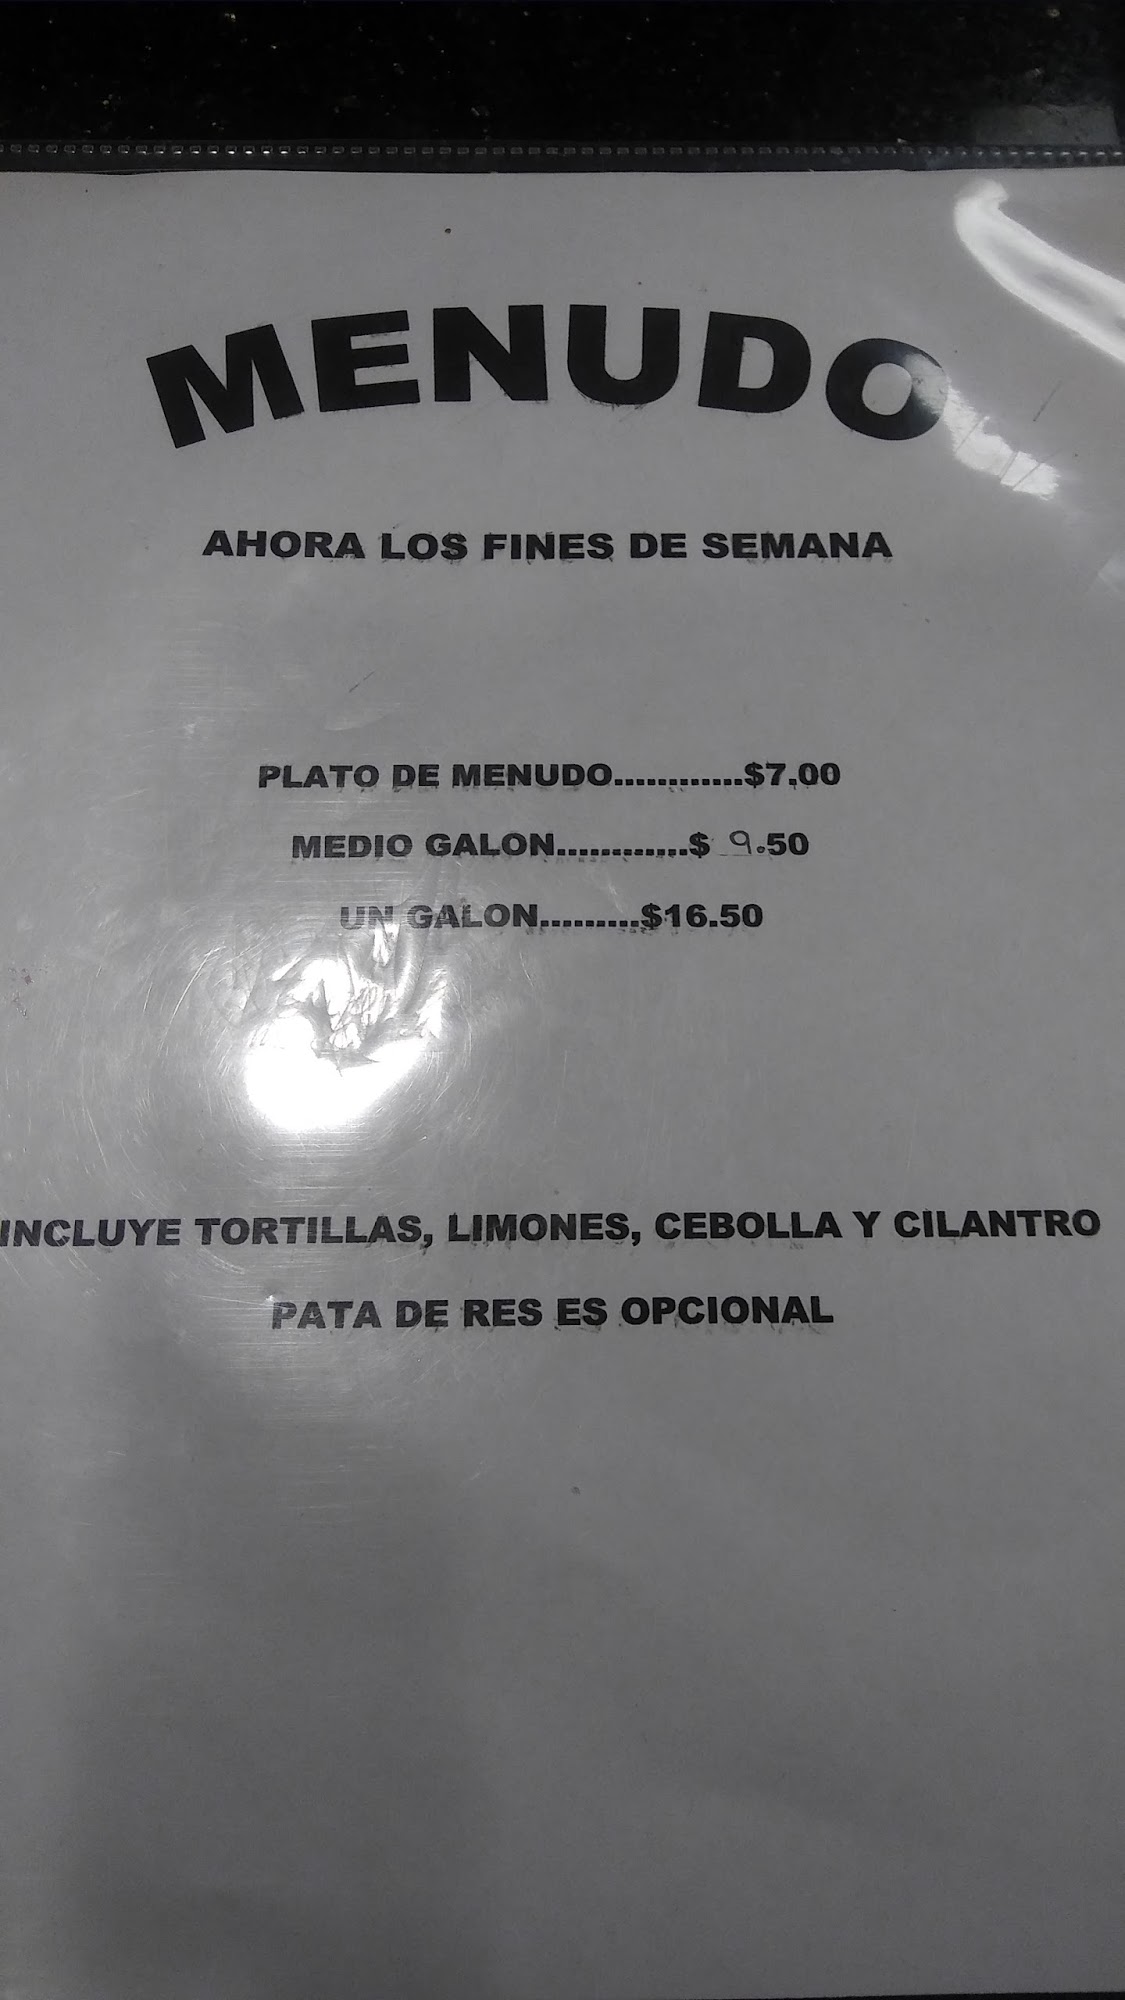 MENUDO
AHORA LOS FINES DE SEMANA
PLATO DE MENUDO............$7.00
MEDIO GALON............$ 9.50
UN GALON.........$16.50
INCLUYE TORTILLAS, LIMONES, CEBOLLA Y CILANTRO
PATA DE RES ES OPCIONAL